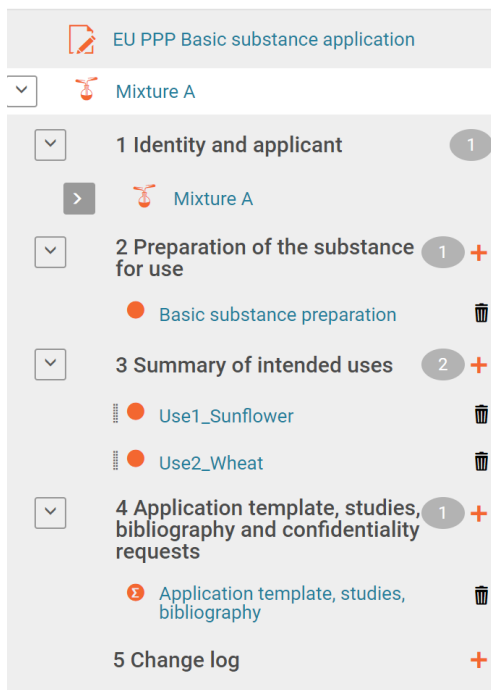 EU PPP Basic substance application
Mixture A
1 Identity and applicant
1
Mixture A
2 Preparation of the substance
for use
1
Basic substance preparation
3 Summary of intended uses
2
Use1_Sunflower
Use2_Wheat
4 Application template, studies,
bibliography and confidentiality
requests
1
Σ
Application template, studies,
bibliography
5 Change log